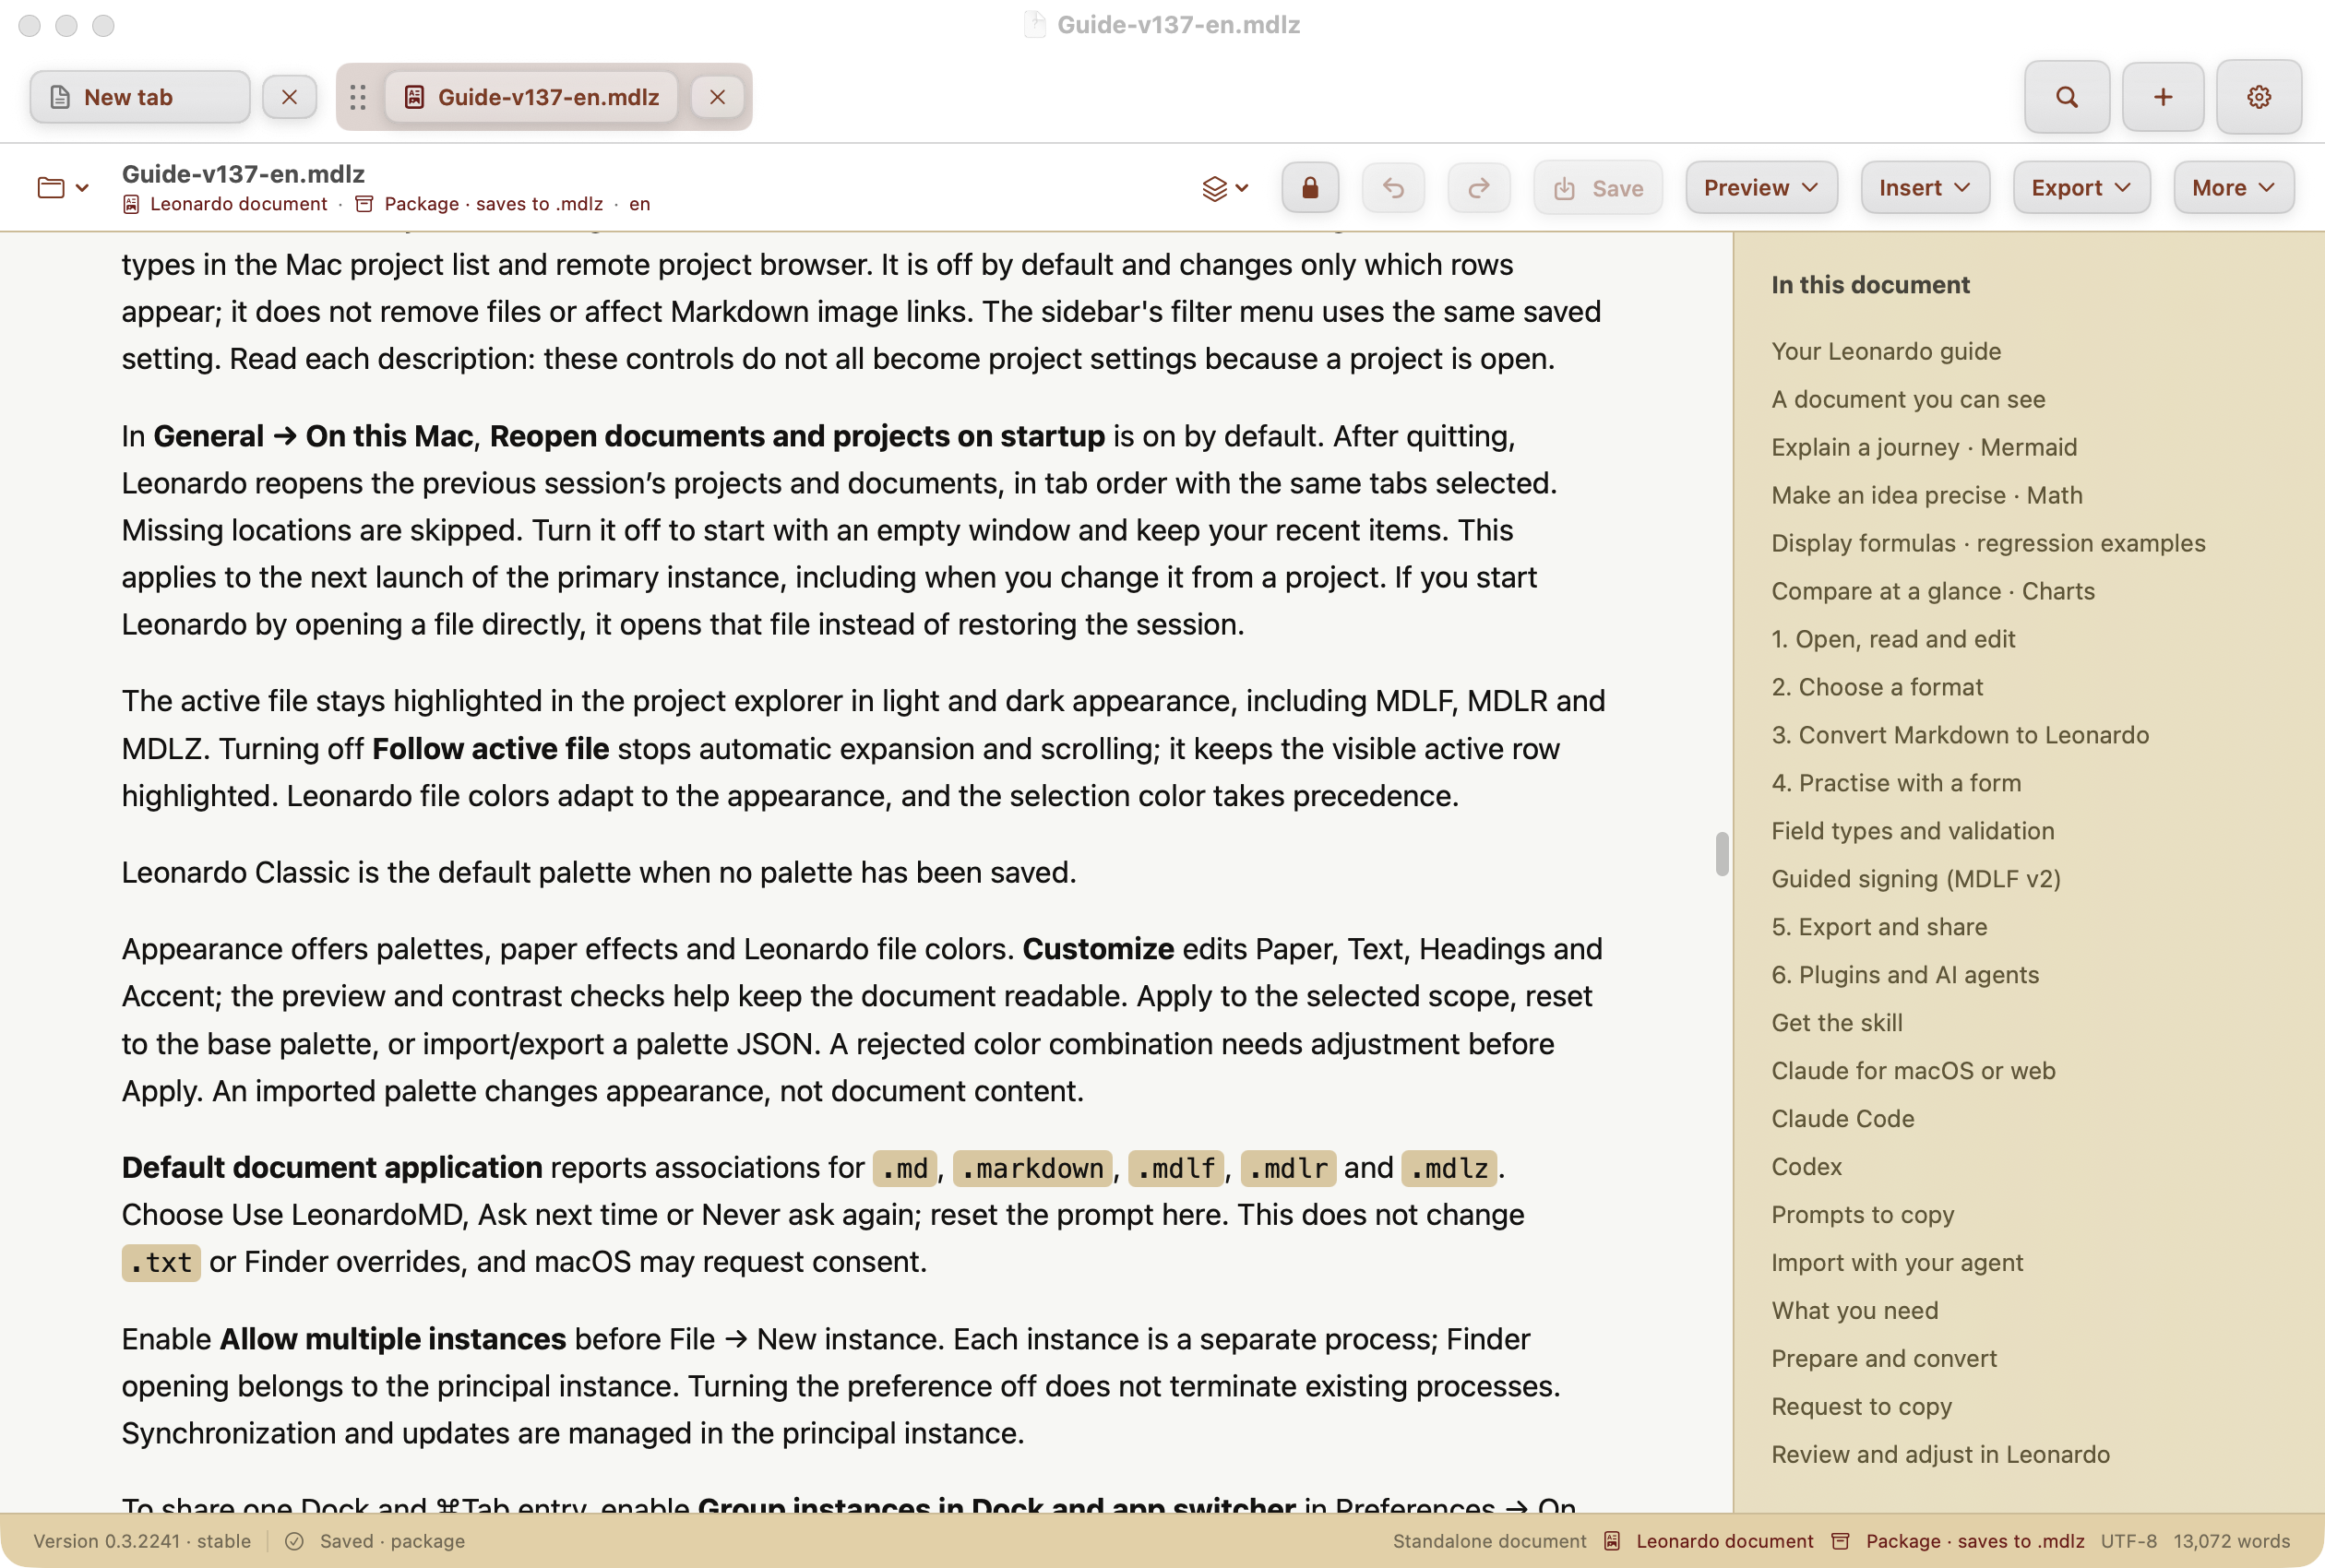 Guide-v137-en.mdlz
New tab
Guide-v137-en.mdlz
Guide-v137-en.mdlz
Leonardo document · Package · saves to .mdlz · en
Save
Preview
Insert
Export
More
types in the Mac project list and remote project browser. It is off by default and changes only which rows
appear; it does not remove files or affect Markdown image links. The sidebar's filter menu uses the same saved
setting. Read each description: these controls do not all become project settings because a project is open.
In General → On this Mac, Reopen documents and projects on startup is on by default. After quitting,
Leonardo reopens the previous session’s projects and documents, in tab order with the same tabs selected.
Missing locations are skipped. Turn it off to start with an empty window and keep your recent items. This
applies to the next launch of the primary instance, including when you change it from a project. If you start
Leonardo by opening a file directly, it opens that file instead of restoring the session.
The active file stays highlighted in the project explorer in light and dark appearance, including MDLF, MDLR and
MDLZ. Turning off Follow active file stops automatic expansion and scrolling; it keeps the visible active row
highlighted. Leonardo file colors adapt to the appearance, and the selection color takes precedence.
Leonardo Classic is the default palette when no palette has been saved.
Appearance offers palettes, paper effects and Leonardo file colors. Customize edits Paper, Text, Headings and
Accent; the preview and contrast checks help keep the document readable. Apply to the selected scope, reset
to the base palette, or import/export a palette JSON. A rejected color combination needs adjustment before
Apply. An imported palette changes appearance, not document content.
Default document application reports associations for .md, .markdown, .mdlf, .mdlr and .mdlz.
Choose Use LeonardoMD, Ask next time or Never ask again; reset the prompt here. This does not change
.txt or Finder overrides, and macOS may request consent.
Enable Allow multiple instances before File → New instance. Each instance is a separate process; Finder
opening belongs to the principal instance. Turning the preference off does not terminate existing processes.
Synchronization and updates are managed in the principal instance.
To share one Dock and ⌘Tab entry, enable Group instances in Dock and app switcher in Preferences → On
In this document
Your Leonardo guide
A document you can see
Explain a journey · Mermaid
Make an idea precise · Math
Display formulas · regression examples
Compare at a glance · Charts
1. Open, read and edit
2. Choose a format
3. Convert Markdown to Leonardo
4. Practise with a form
Field types and validation
Guided signing (MDLF v2)
5. Export and share
6. Plugins and AI agents
Get the skill
Claude for macOS or web
Claude Code
Codex
Prompts to copy
Import with your agent
What you need
Prepare and convert
Request to copy
Review and adjust in Leonardo
Version 0.3.2241 · stable
Saved · package
Standalone document
Leonardo document
Package · saves to .mdlz
UTF-8
13,072 words